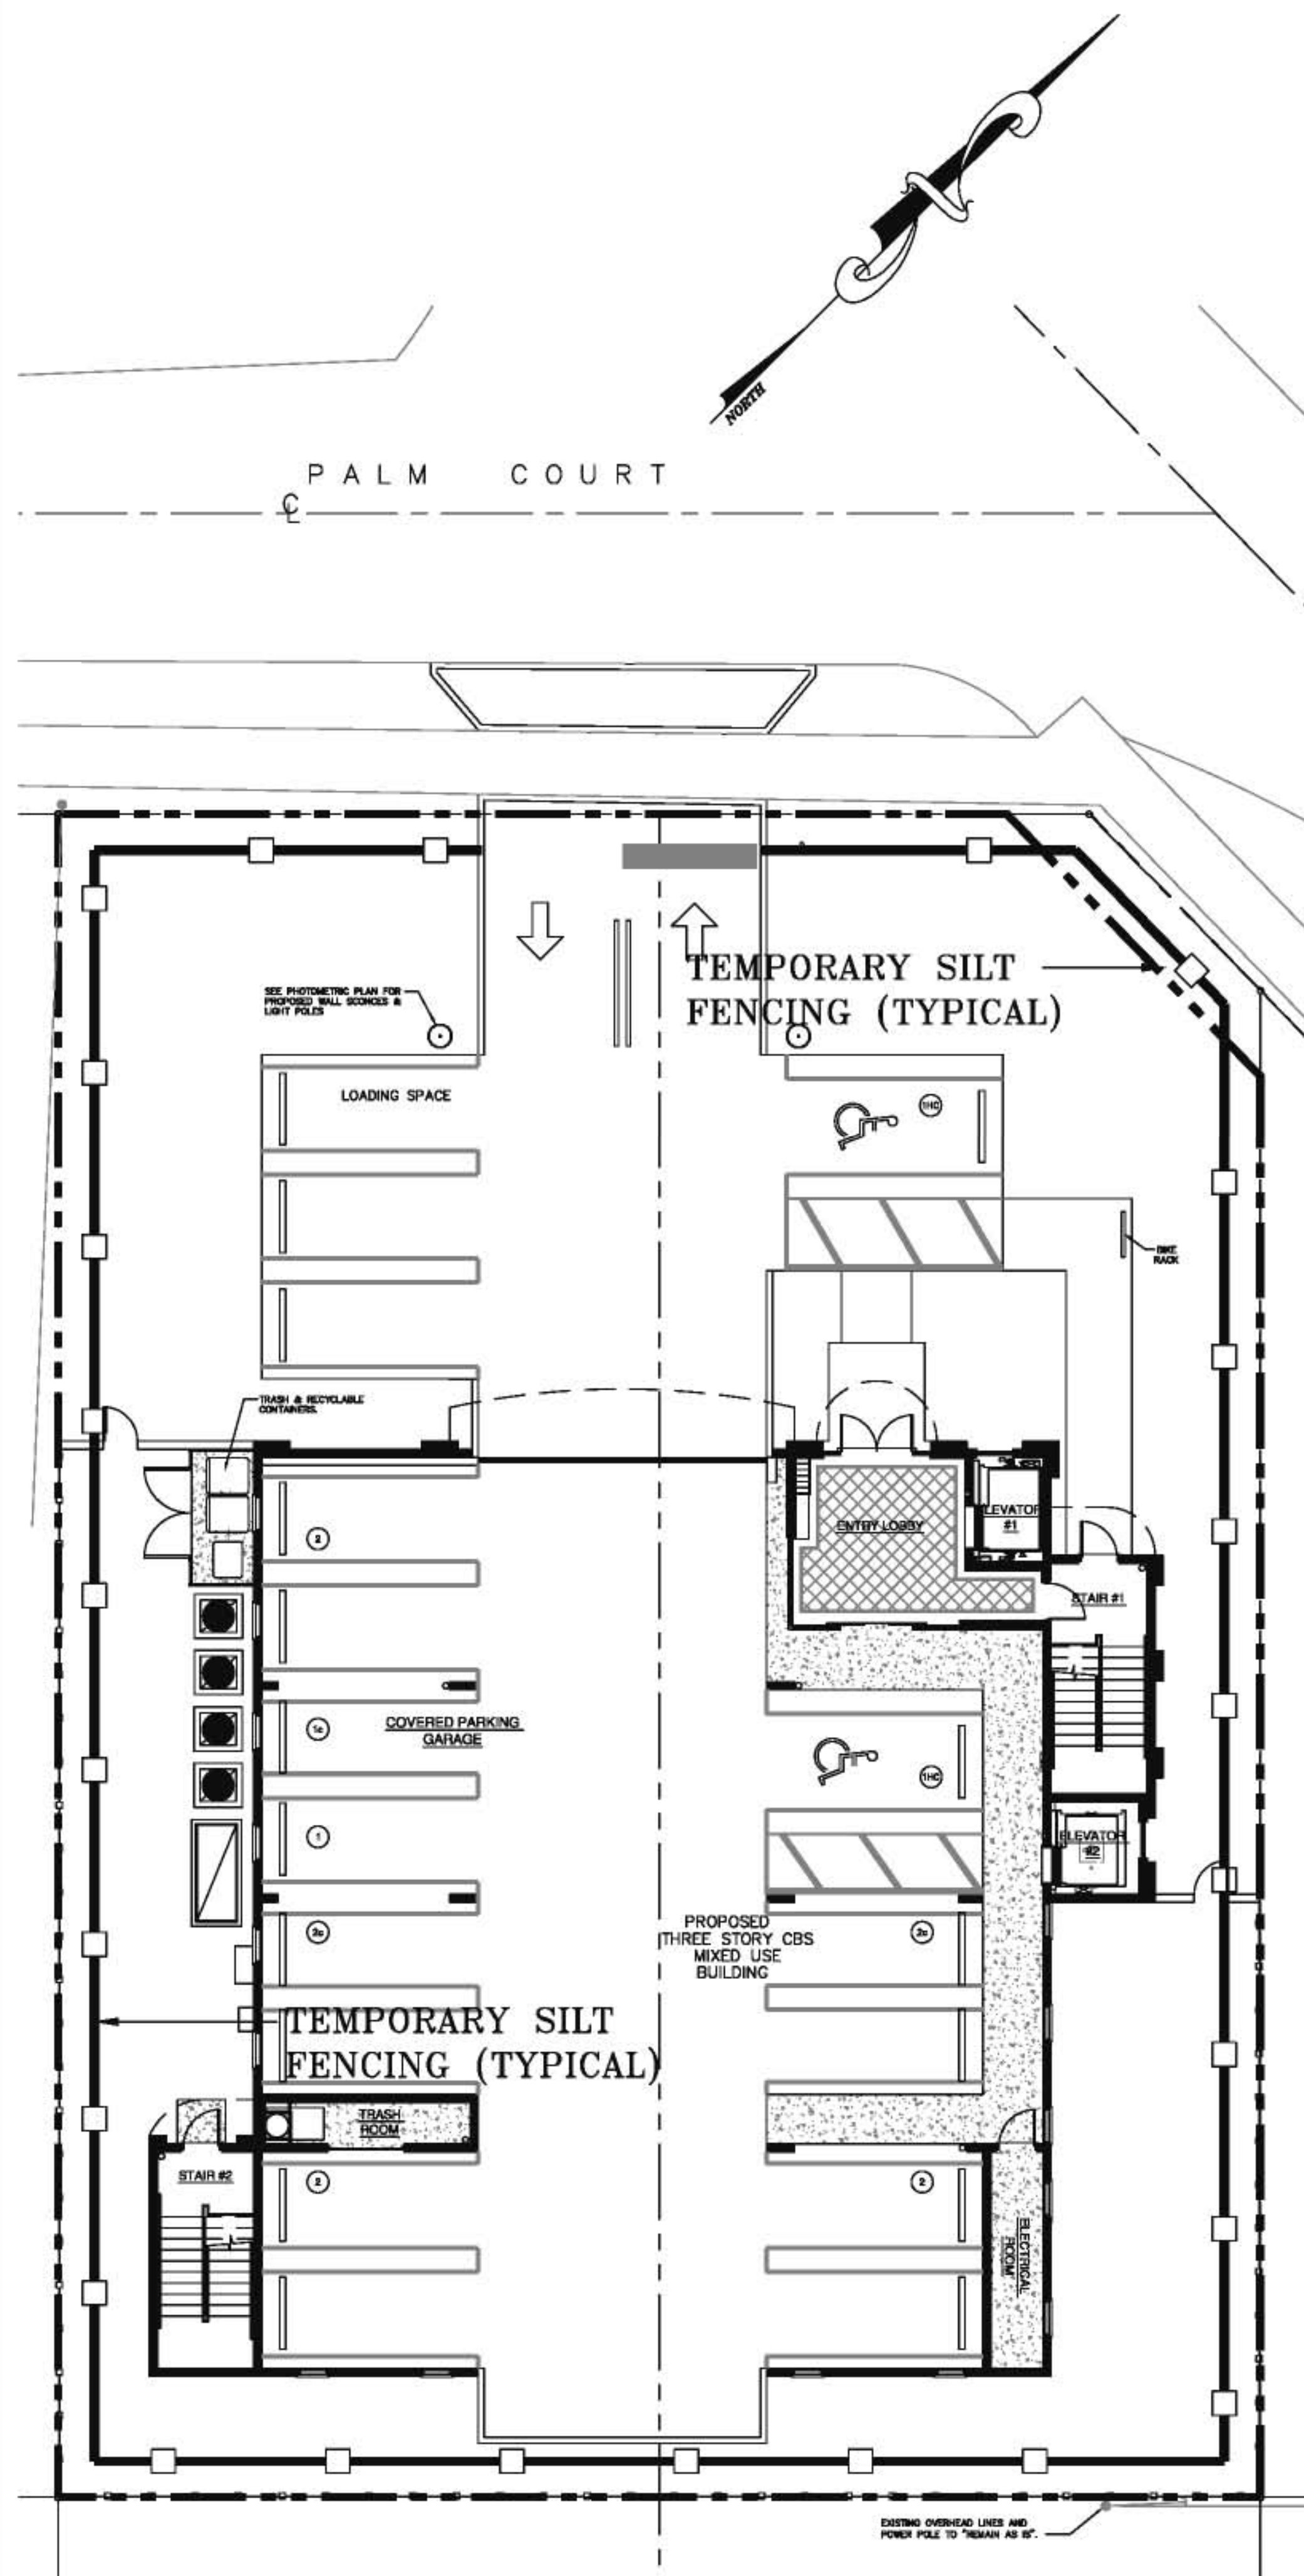 NORTH
PALM COURT
℄
TEMPORARY SILT
FENCING (TYPICAL)
SEE PHOTOMETRIC PLAN FOR
PROPOSED WALL SCONCES &
LIGHT POLES
LOADING SPACE
1HC
BIKE
RACK
TRASH & RECYCLABLE
CONTAINERS.
ENTRY LOBBY
ELEVATOR
#1
2
STAIR #1
COVERED PARKING
GARAGE
1c
1HC
1
ELEVATOR
#2
PROPOSED
THREE STORY CBS
MIXED USE
BUILDING
2c
2c
TEMPORARY SILT
FENCING (TYPICAL)
TRASH
ROOM
STAIR #2
2
2
ELECTRICAL
ROOM
EXISTING OVERHEAD LINES AND
POWER POLE TO "REMAIN AS IS".